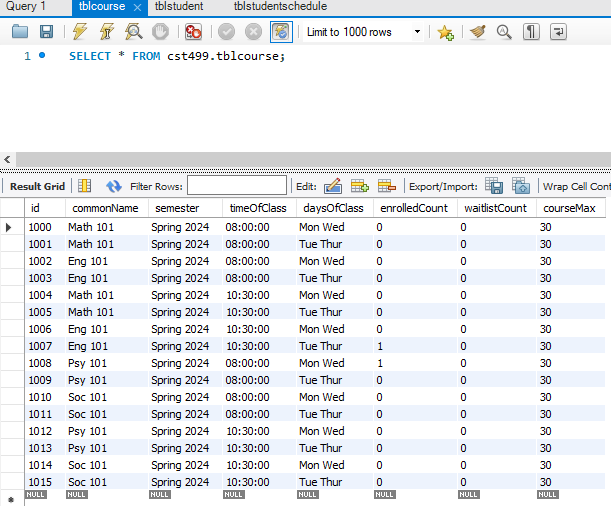 Query 1 tblcourse tblstudent tblstudentschedule
Limit to 1000 rows
1 SELECT * FROM cst499.tblcourse;
Result Grid Filter Rows: Edit: Export/Import: Wrap Cell Cont
id commonName semester timeOfClass daysOfClass enrolledCount waitlistCount courseMax
1000 Math 101 Spring 2024 08:00:00 Mon Wed 0 0 30
1001 Math 101 Spring 2024 08:00:00 Tue Thur 0 0 30
1002 Eng 101 Spring 2024 08:00:00 Mon Wed 0 0 30
1003 Eng 101 Spring 2024 08:00:00 Tue Thur 0 0 30
1004 Math 101 Spring 2024 10:30:00 Mon Wed 0 0 30
1005 Math 101 Spring 2024 10:30:00 Tue Thur 0 0 30
1006 Eng 101 Spring 2024 10:30:00 Mon Wed 0 0 30
1007 Eng 101 Spring 2024 10:30:00 Tue Thur 1 0 30
1008 Psy 101 Spring 2024 08:00:00 Mon Wed 1 0 30
1009 Psy 101 Spring 2024 08:00:00 Tue Thur 0 0 30
1010 Soc 101 Spring 2024 08:00:00 Mon Wed 0 0 30
1011 Soc 101 Spring 2024 08:00:00 Tue Thur 0 0 30
1012 Psy 101 Spring 2024 10:30:00 Mon Wed 0 0 30
1013 Psy 101 Spring 2024 10:30:00 Tue Thur 0 0 30
1014 Soc 101 Spring 2024 10:30:00 Mon Wed 0 0 30
1015 Soc 101 Spring 2024 10:30:00 Tue Thur 0 0 30
NULL NULL NULL NULL NULL NULL NULL NULL